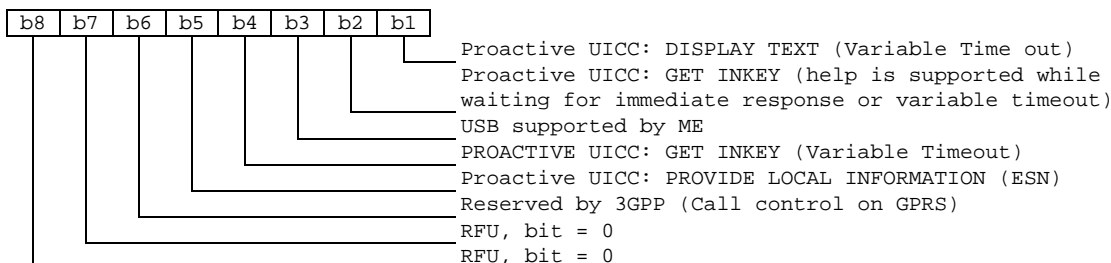 b8 b7 b6 b5 b4 b3 b2 b1
Proactive UICC: DISPLAY TEXT (Variable Time out)
Proactive UICC: GET INKEY (help is supported while
waiting for immediate response or variable timeout)
USB supported by ME
PROACTIVE UICC: GET INKEY (Variable Timeout)
Proactive UICC: PROVIDE LOCAL INFORMATION (ESN)
Reserved by 3GPP (Call control on GPRS)
RFU, bit = 0
RFU, bit = 0